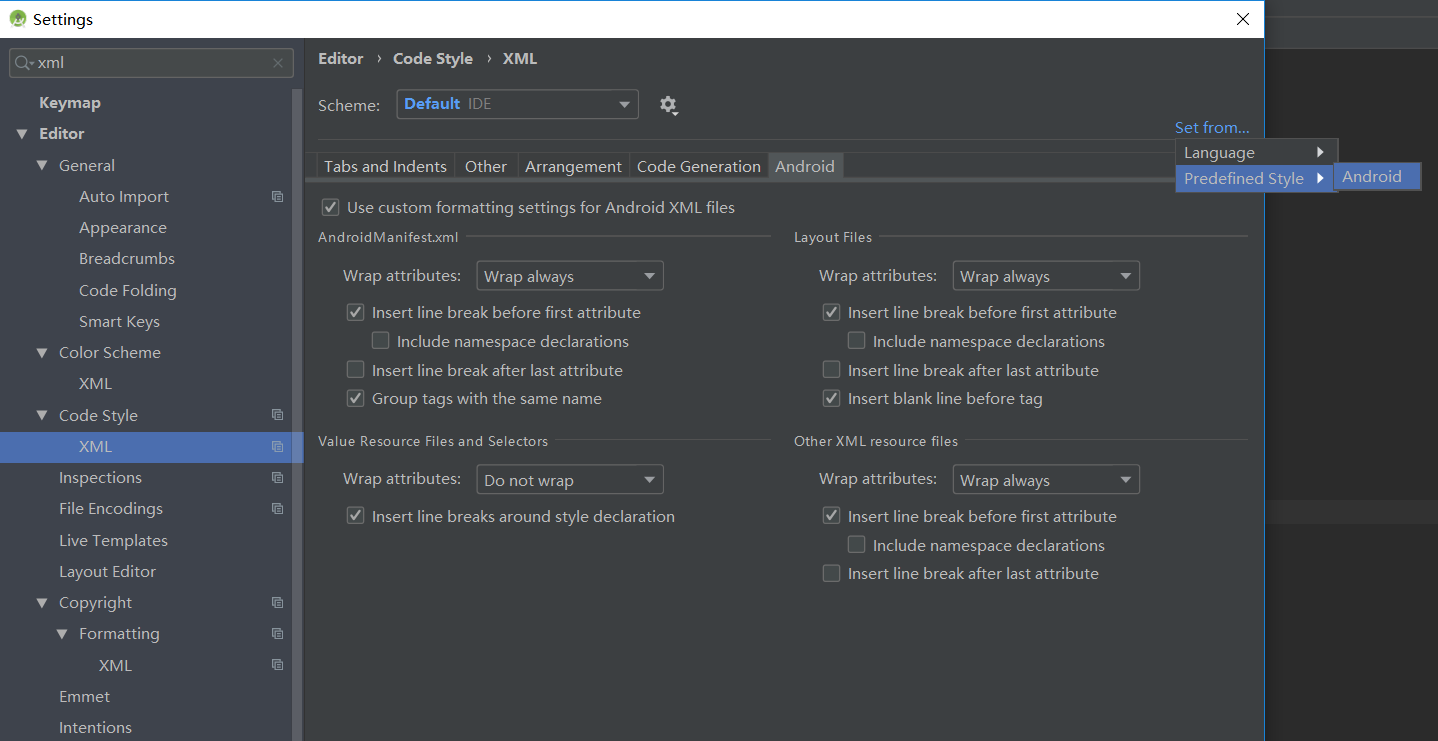 Settings
xml
Keymap
Editor
General
Auto Import
Appearance
Breadcrumbs
Code Folding
Smart Keys
Color Scheme
XML
Code Style
XML
Inspections
File Encodings
Live Templates
Layout Editor
Copyright
Formatting
XML
Emmet
Intentions
Editor › Code Style › XML
Scheme: Default IDE
Set from...
Language
Predefined Style
Android
Tabs and Indents Other Arrangement Code Generation Android
Use custom formatting settings for Android XML files
AndroidManifest.xml
Wrap attributes: Wrap always
Insert line break before first attribute
Include namespace declarations
Insert line break after last attribute
Group tags with the same name
Layout Files
Wrap attributes: Wrap always
Insert line break before first attribute
Include namespace declarations
Insert line break after last attribute
Insert blank line before tag
Value Resource Files and Selectors
Wrap attributes: Do not wrap
Insert line breaks around style declaration
Other XML resource files
Wrap attributes: Wrap always
Insert line break before first attribute
Include namespace declarations
Insert line break after last attribute